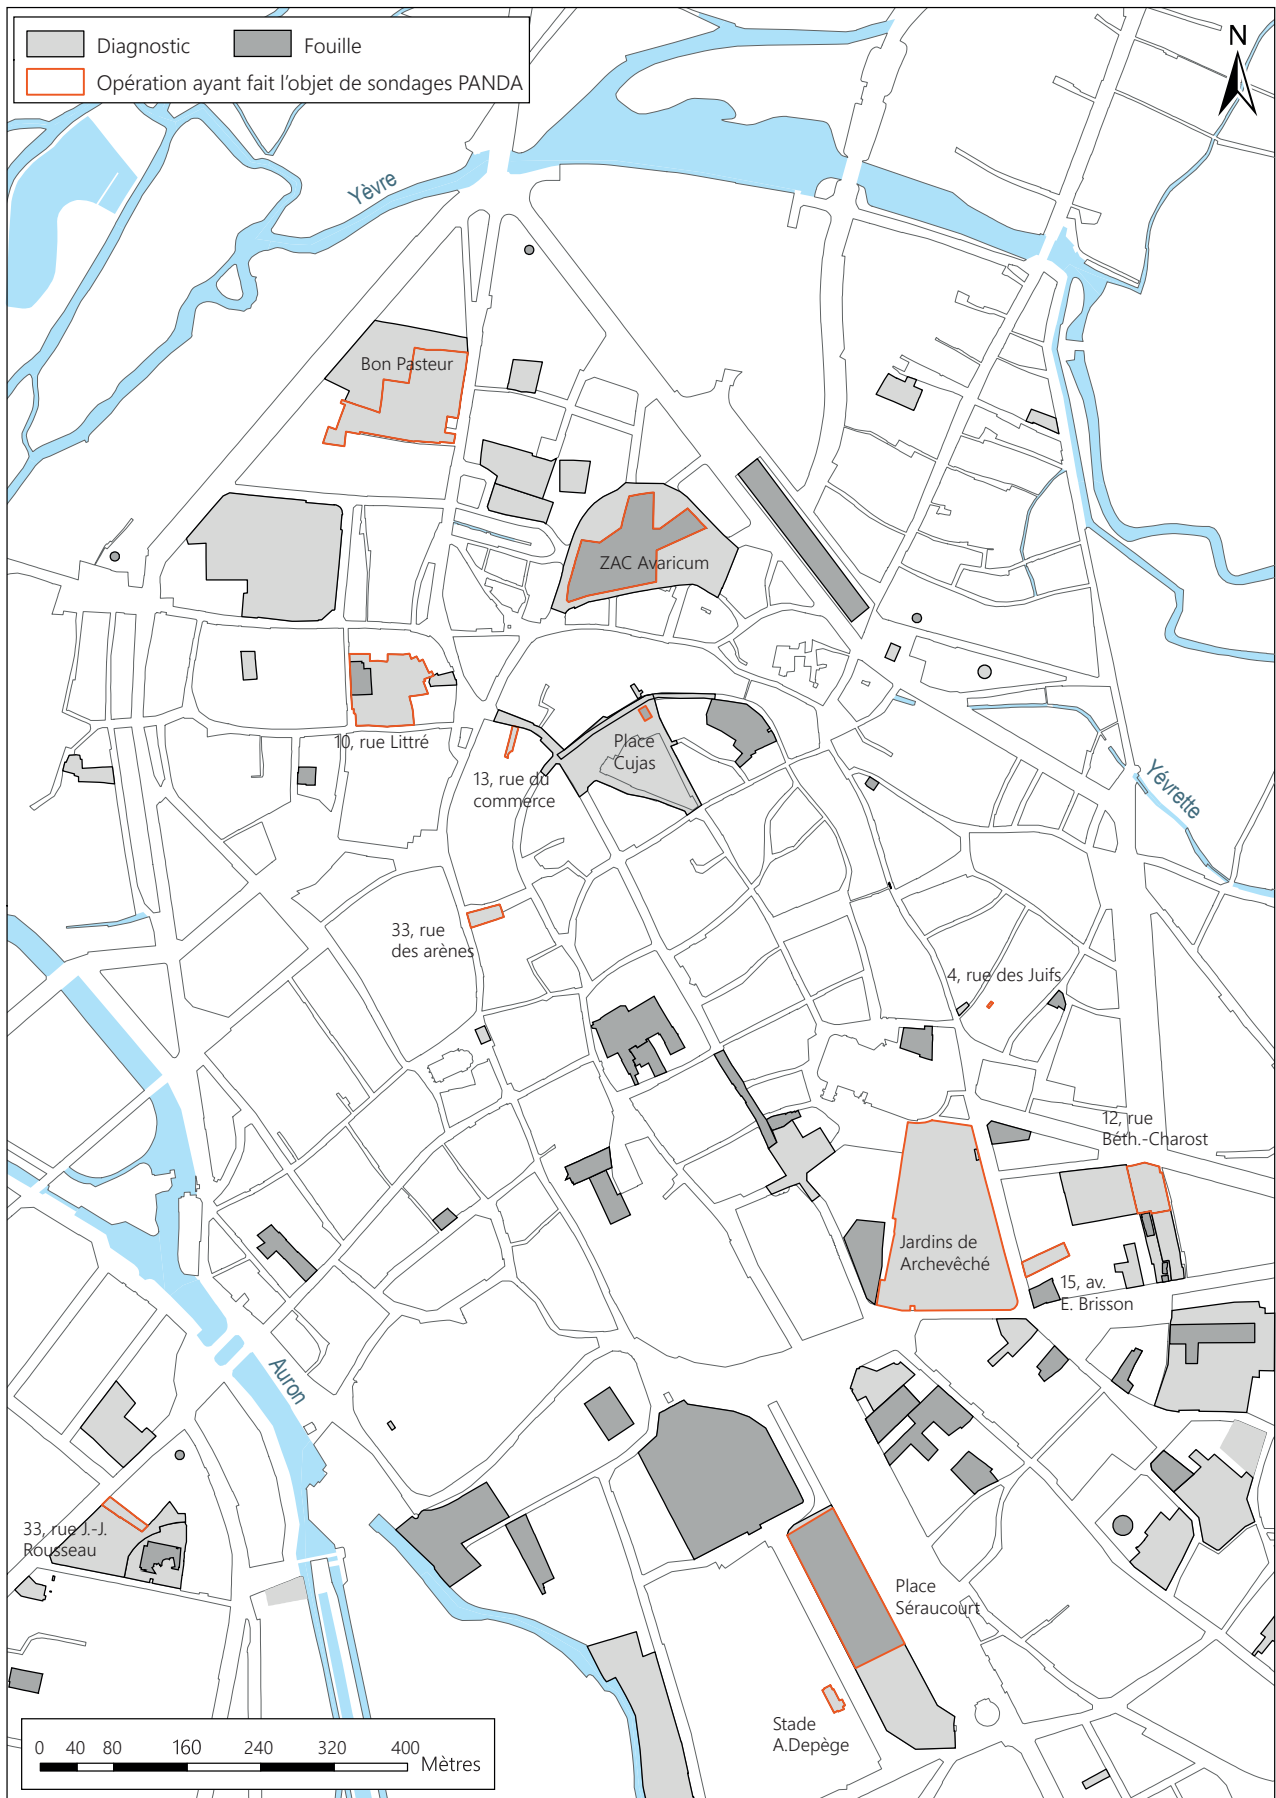 Diagnostic
Fouille
Opération ayant fait l'objet de sondages PANDA
N
Yèvre
Bon Pasteur
ZAC Avaricum
10, rue Littré
13, rue du
commerce
Place
Cujas
Yévrette
33, rue
des arènes
4, rue des Juifs
12, rue
Béth.-Charost
Jardins de
Archevêché
15, av.
E. Brisson
Auron
33, rue J.-J.
Rousseau
Place
Séraucourt
Stade
A.Depège
0 40 80 160 240 320 400
Mètres